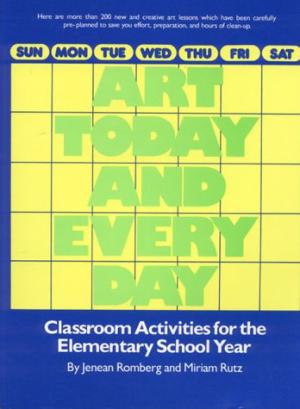 Here are more than 200 new and creative art lessons which have been carefully
pre-planned to save you effort, preparation, and hours of clean-up.
SUN MON TUE WED THU FRI SAT
ART
TODAY
AND
EVERY
DAY
Classroom Activities for the
Elementary School Year
By Jenean Romberg and Miriam Rutz